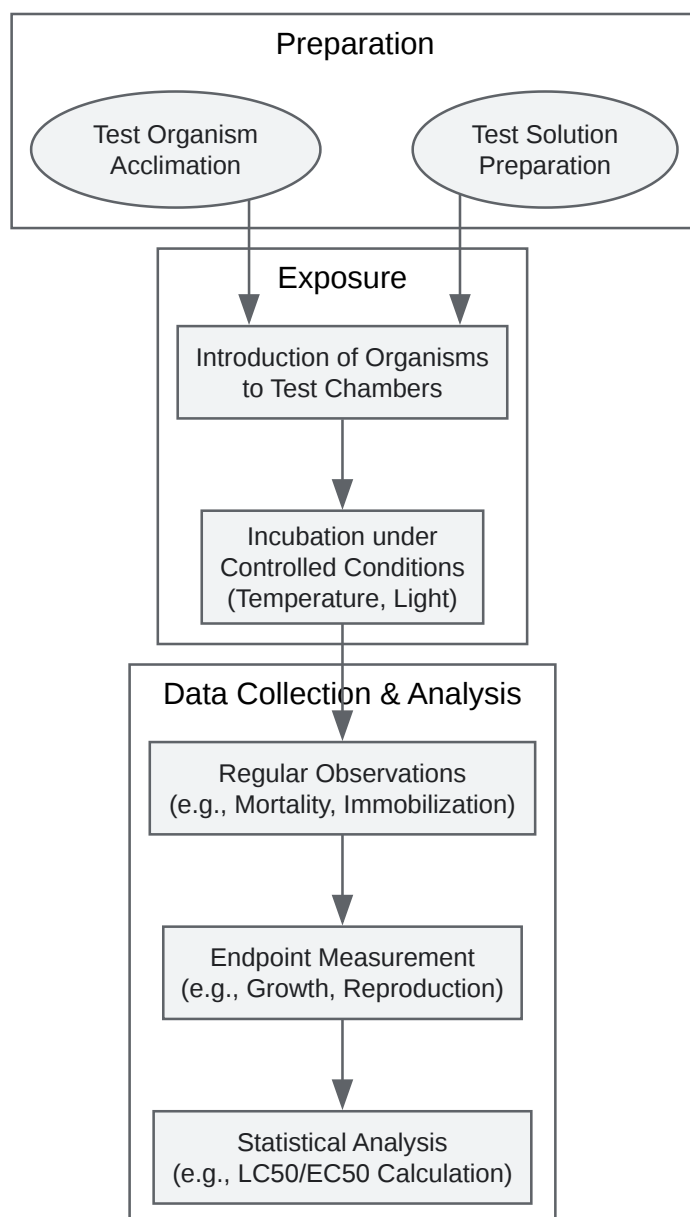 Preparation
Test Organism
Acclimation
Test Solution
Preparation
Exposure
Introduction of Organisms
to Test Chambers
Incubation under
Controlled Conditions
(Temperature, Light)
Data Collection & Analysis
Regular Observations
(e.g., Mortality, Immobilization)
Endpoint Measurement
(e.g., Growth, Reproduction)
Statistical Analysis
(e.g., LC50/EC50 Calculation)